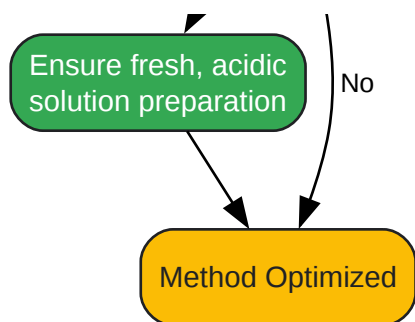 Ensure fresh, acidic
solution preparation
No
Method Optimized